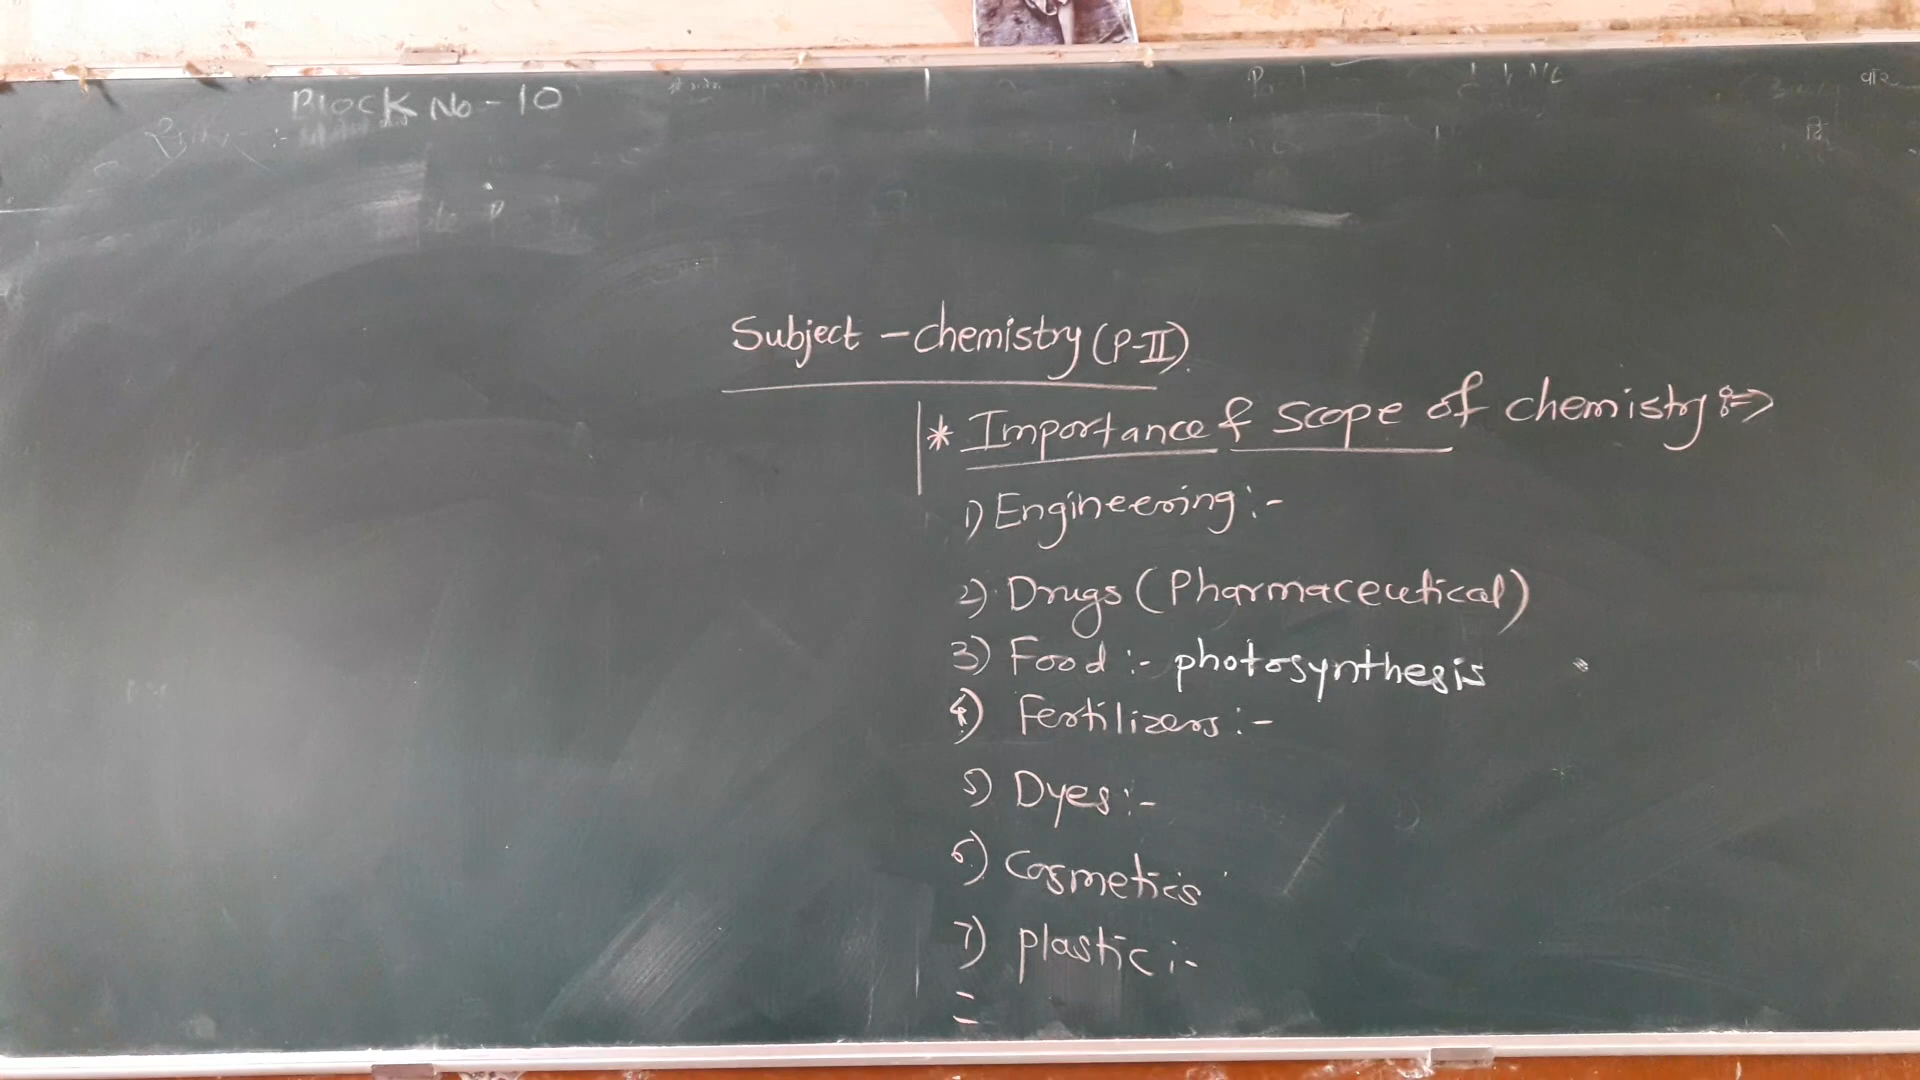 Block No - 10
वार
Subject - chemistry (P-II).
* Importance & Scope of chemistry :⇒
1) Engineering :-
2) Drugs (Pharmaceutical)
3) Food :- photosynthesis
4) Fertilizers :-
5) Dyes :-
6) Cosmetics
7) plastic :-